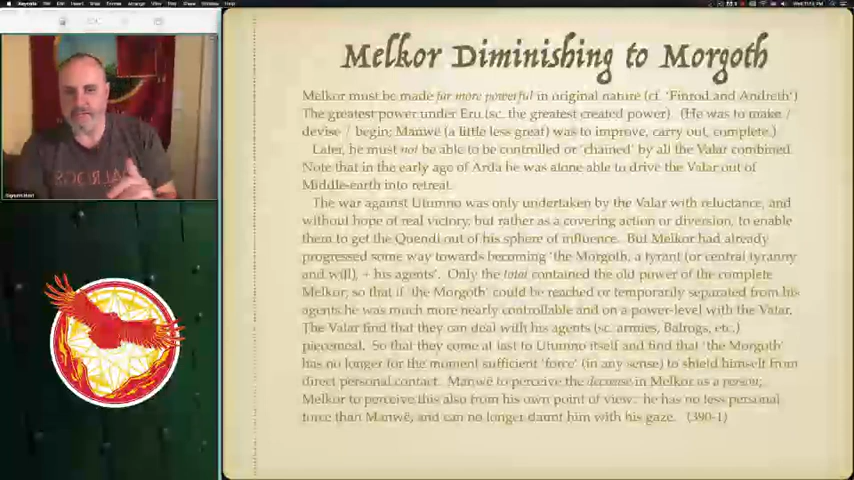 Melkor Diminishing to Morgoth
Melkor must be made far more powerful in original nature (cf. 'Finrod and Andreth')
The greatest power under Eru (sc. the greatest created power). (He was to make /
devise / begin; Manwë (a little less great) was to improve, carry out, complete.)
Later, he must not be able to be controlled or 'chained' by all the Valar combined.
Note that in the early age of Arda he was alone able to drive the Valar out of
Middle-earth into retreat.
The war against Utumno was only undertaken by the Valar with reluctance, and
without hope of real victory, but rather as a covering action or diversion, to enable
them to get the Quendi out of his sphere of influence. But Melkor had already
progressed some way towards becoming 'the Morgoth, a tyrant (or central tyranny
and will), + his agents'. Only the total contained the old power of the complete
Melkor; so that if 'the Morgoth' could be reached or temporarily separated from his
agents he was much more nearly controllable and on a power-level with the Valar.
The Valar find that they can deal with his agents (sc. armies, Balrogs, etc.)
piecemeal. So that they come at last to Utumno itself and find that 'the Morgoth'
has no longer for the moment sufficient 'force' (in any sense) to shield himself from
direct personal contact. Manwë to perceive the decrease in Melkor as a person;
Melkor to perceive this also from his own point of view: he has no less personal
force than Manwë, and can no longer daunt him with his gaze. (390-1)